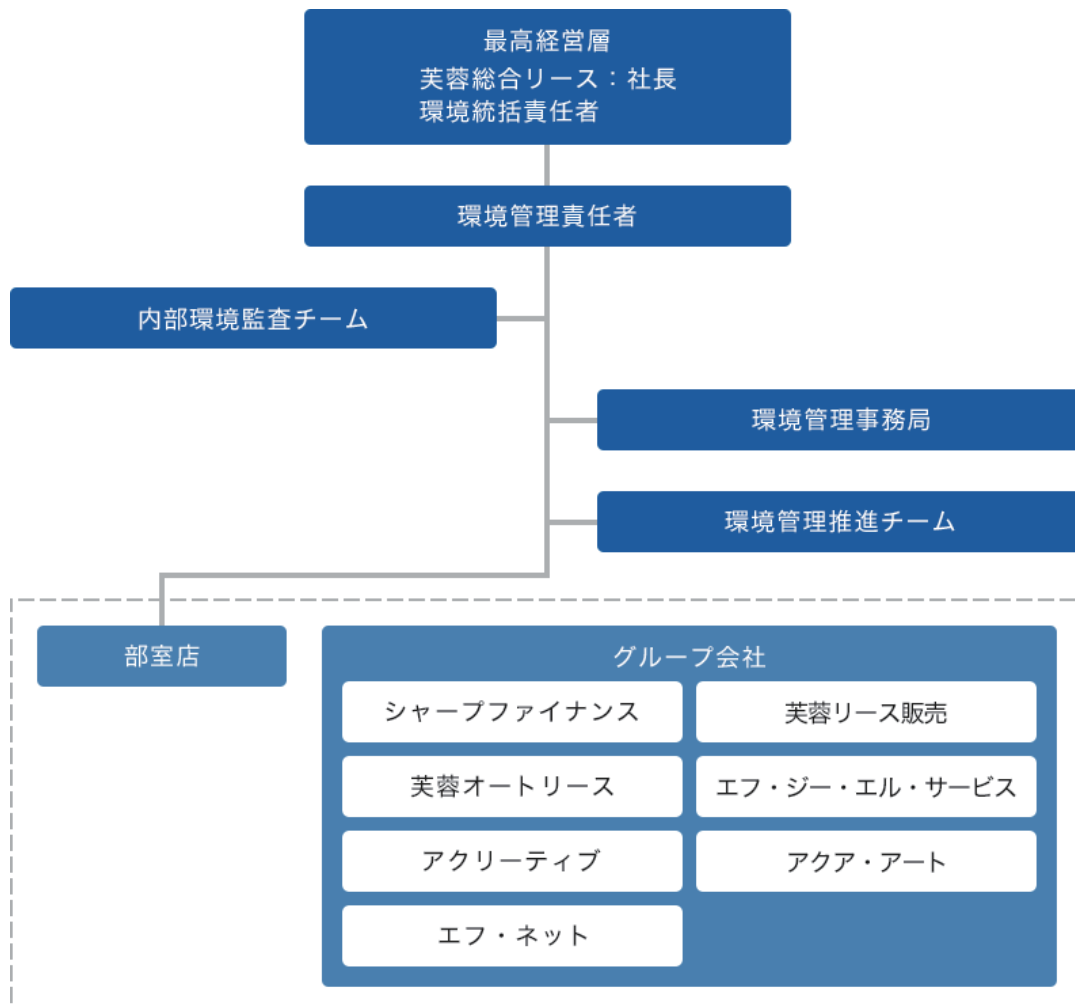 最高経営層
芙蓉総合リース：社長
環境統括責任者
環境管理責任者
内部環境監査チーム
環境管理事務局
環境管理推進チーム
部室店
グループ会社
シャープファイナンス
芙蓉リース販売
芙蓉オートリース
エフ・ジー・エル・サービス
アクリーティブ
アクア・アート
エフ・ネット